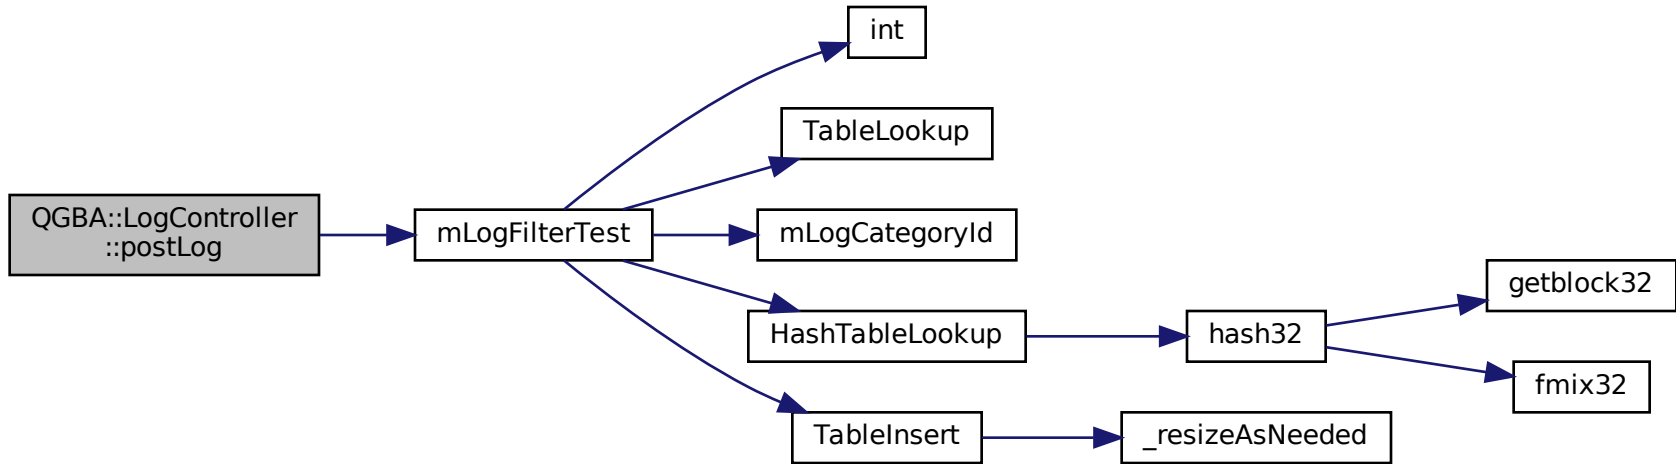 QGBA::LogController
::postLog
mLogFilterTest
int
TableLookup
mLogCategoryId
HashTableLookup
TableInsert
hash32
_resizeAsNeeded
getblock32
fmix32